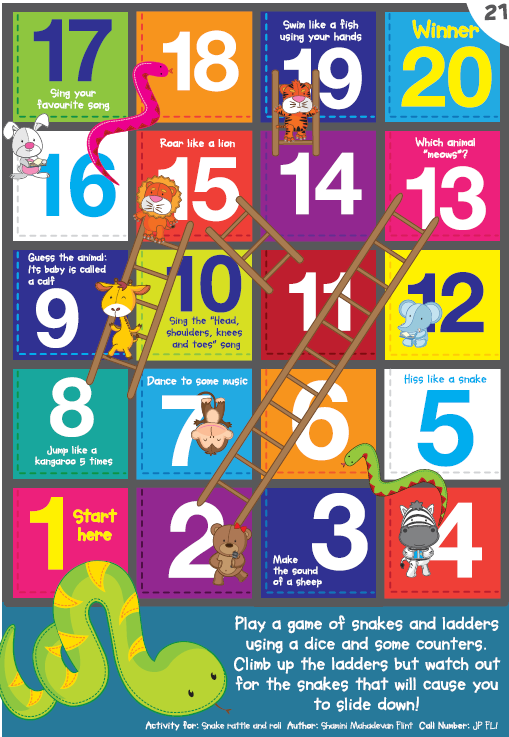 21
17
Sing your
favourite song
18
Swim like a fish
using your hands
19
Winner
20
16
Roar like a lion
15
14
Which animal
"meows"?
13
Guess the animal:
Its baby is called
a calf
9
10
Sing the "Head,
shoulders, knees
and toes" song
11
12
8
Jump like a
kangaroo 5 times
Dance to some music
7
6
Hiss like a snake
5
1
Start
here
2
3
Make
the sound
of a sheep
4
Play a game of snakes and ladders
using a dice and some counters.
Climb up the ladders but watch out
for the snakes that will cause you
to slide down!
Activity for: Snake rattle and roll Author: Shamini Mahadevan Flint Call Number: JP FLI